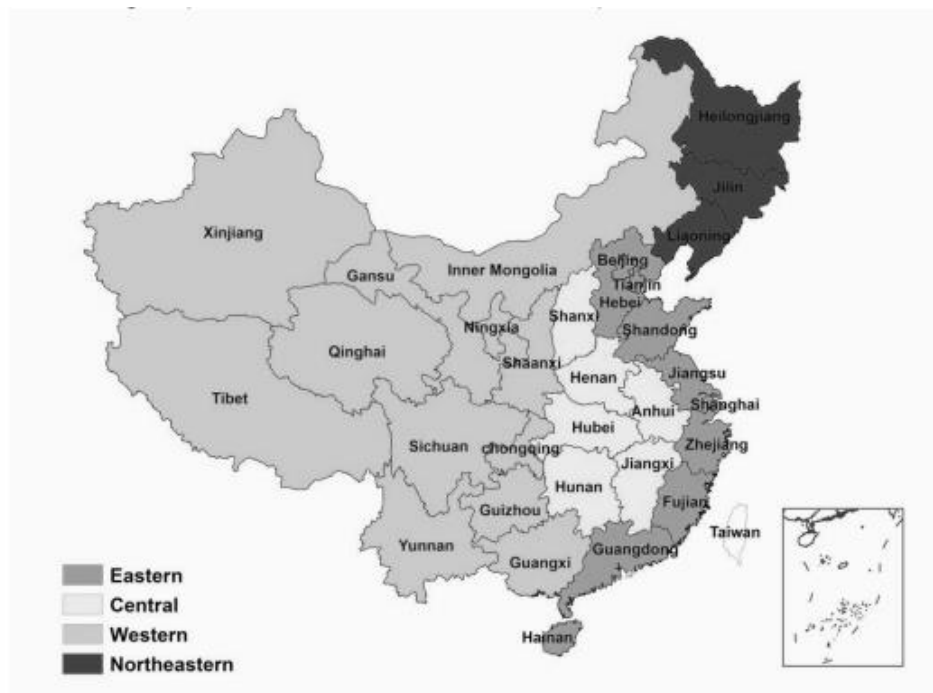 Heilongjiang
Jilin
Liaoning
Xinjiang
Gansu
Inner Mongolia
Beijing
Tianjin
Hebei
Shanxi
Shandong
Ningxia
Qinghai
Shaanxi
Jiangsu
Henan
Tibet
Anhui
Shanghai
Hubei
Sichuan
chongqing
Zhejiang
Jiangxi
Hunan
Fujian
Guizhou
Taiwan
Yunnan
Guangxi
Guangdong
Hainan
Eastern
Central
Western
Northeastern